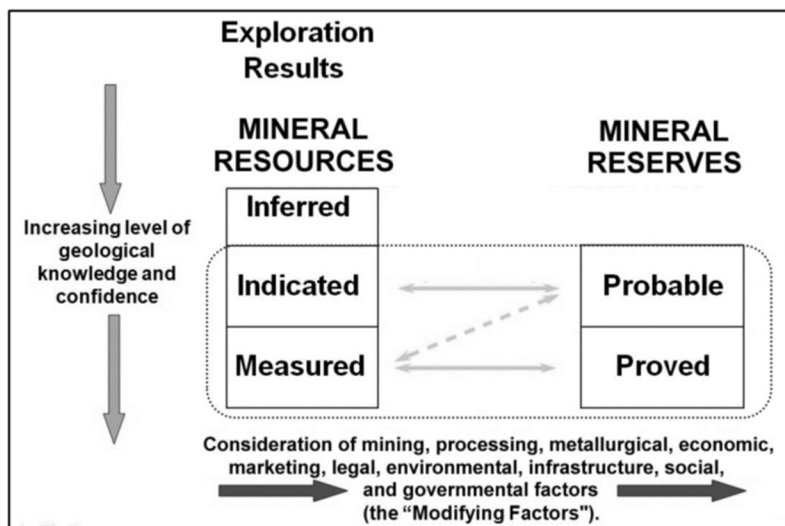 Exploration
Results
MINERAL
RESOURCES
MINERAL
RESERVES
Increasing level of
geological
knowledge and
confidence
Inferred
Indicated
Probable
Measured
Proved
Consideration of mining, processing, metallurgical, economic,
marketing, legal, environmental, infrastructure, social,
and governmental factors
(the “Modifying Factors").